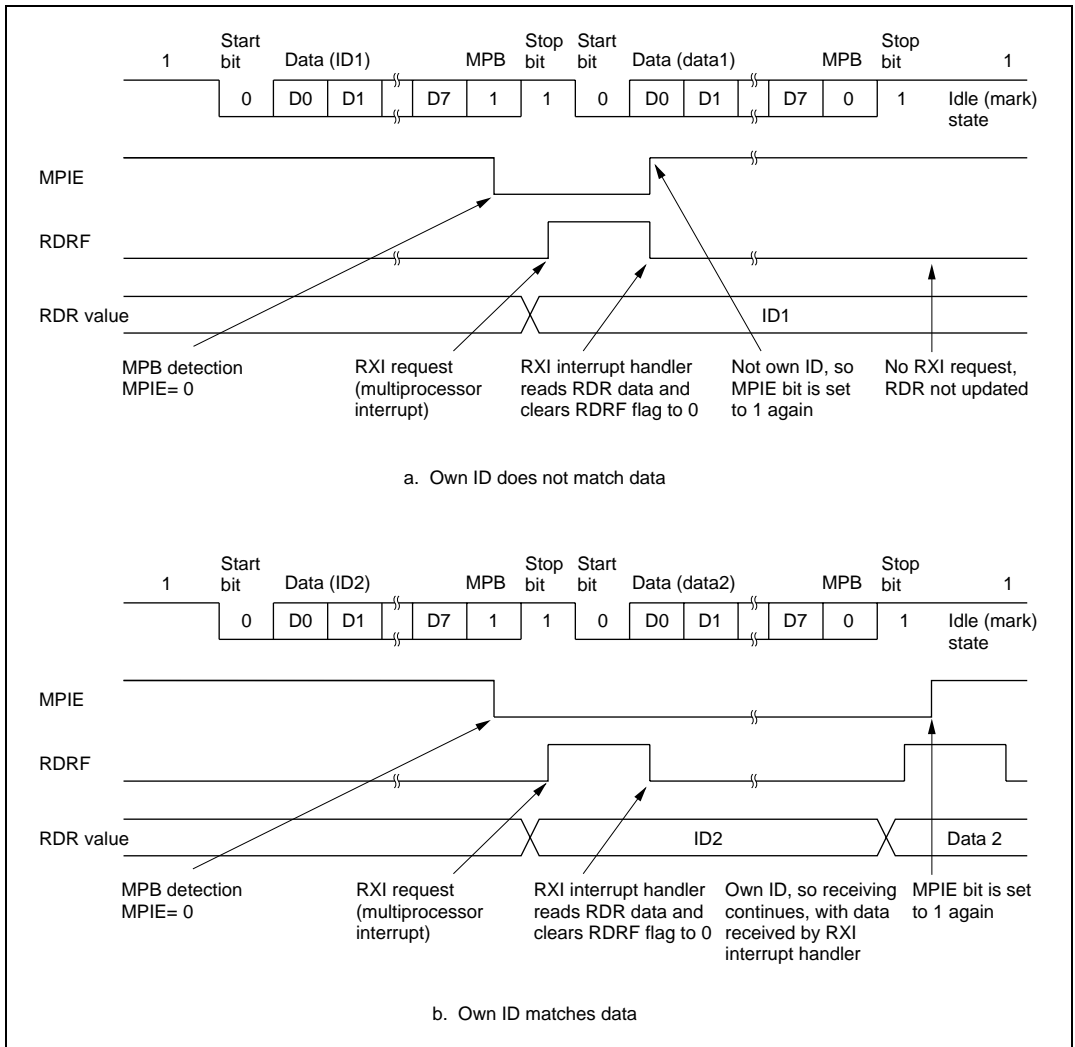 Start Stop Start Stop
1 bit Data (ID1) MPB bit bit Data (data1) MPB bit 1
0 D0 D1 D7 1 1 0 D0 D1 D7 0 1 Idle (mark)
state
MPIE
RDRF
RDR value ID1
MPB detection RXI request RXI interrupt handler Not own ID, so No RXI request,
MPIE= 0 (multiprocessor reads RDR data and MPIE bit is set RDR not updated
interrupt) clears RDRF flag to 0 to 1 again
a. Own ID does not match data
Start Stop Start Stop
1 bit Data (ID2) MPB bit bit Data (data2) MPB bit 1
0 D0 D1 D7 1 1 0 D0 D1 D7 0 1 Idle (mark)
state
MPIE
RDRF
RDR value ID2 Data 2
MPB detection RXI request RXI interrupt handler Own ID, so receiving MPIE bit is set
MPIE= 0 (multiprocessor reads RDR data and continues, with data to 1 again
interrupt) clears RDRF flag to 0 received by RXI
interrupt handler
b. Own ID matches data